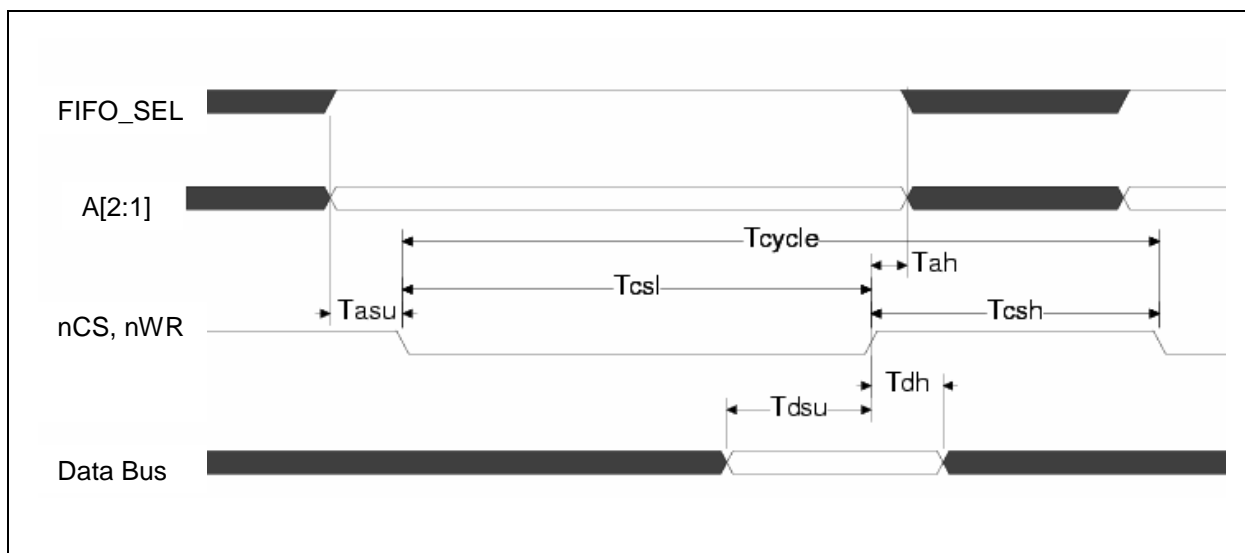 FIFO_SEL
A[2:1]
Tcycle
Tah
Tcsl
Tasu
Tcsh
nCS, nWR
Tdh
Tdsu
Data Bus